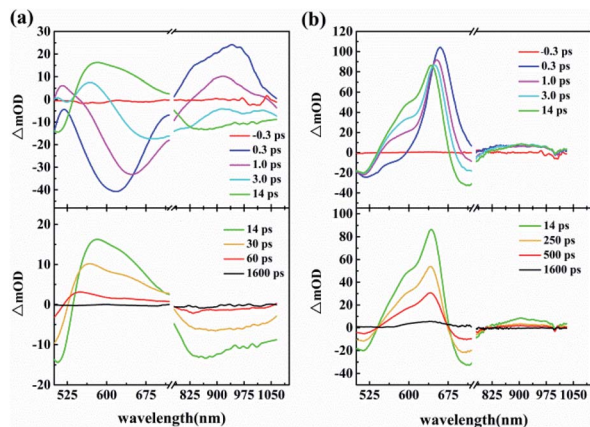 (a)
30
20
10
0
-10
-20
-30
-40
△mOD
-0.3 ps
0.3 ps
1.0 ps
3.0 ps
14 ps
20
10
0
-10
-20
△mOD
14 ps
30 ps
60 ps
1600 ps
525 600 675 825 900 975 1050
wavelength(nm)
(b)
120
100
80
60
40
20
0
-20
-40
△mOD
-0.3 ps
0.3 ps
1.0 ps
3.0 ps
14 ps
100
80
60
40
20
0
-20
-40
△mOD
14 ps
250 ps
500 ps
1600 ps
525 600 675 825 900 975 1050
wavelength(nm)